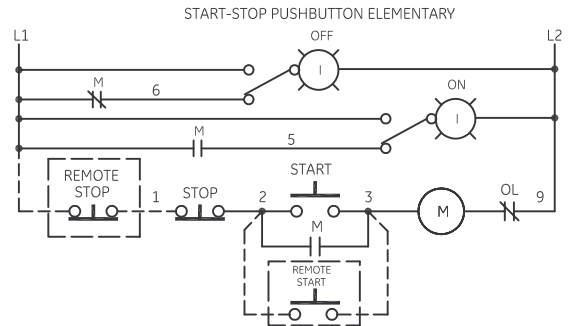 START-STOP PUSHBUTTON ELEMENTARY
L1
OFF
L2
I
M
6
ON
I
M
5
REMOTE
STOP
1
STOP
2
START
3
M
OL
9
M
REMOTE
START